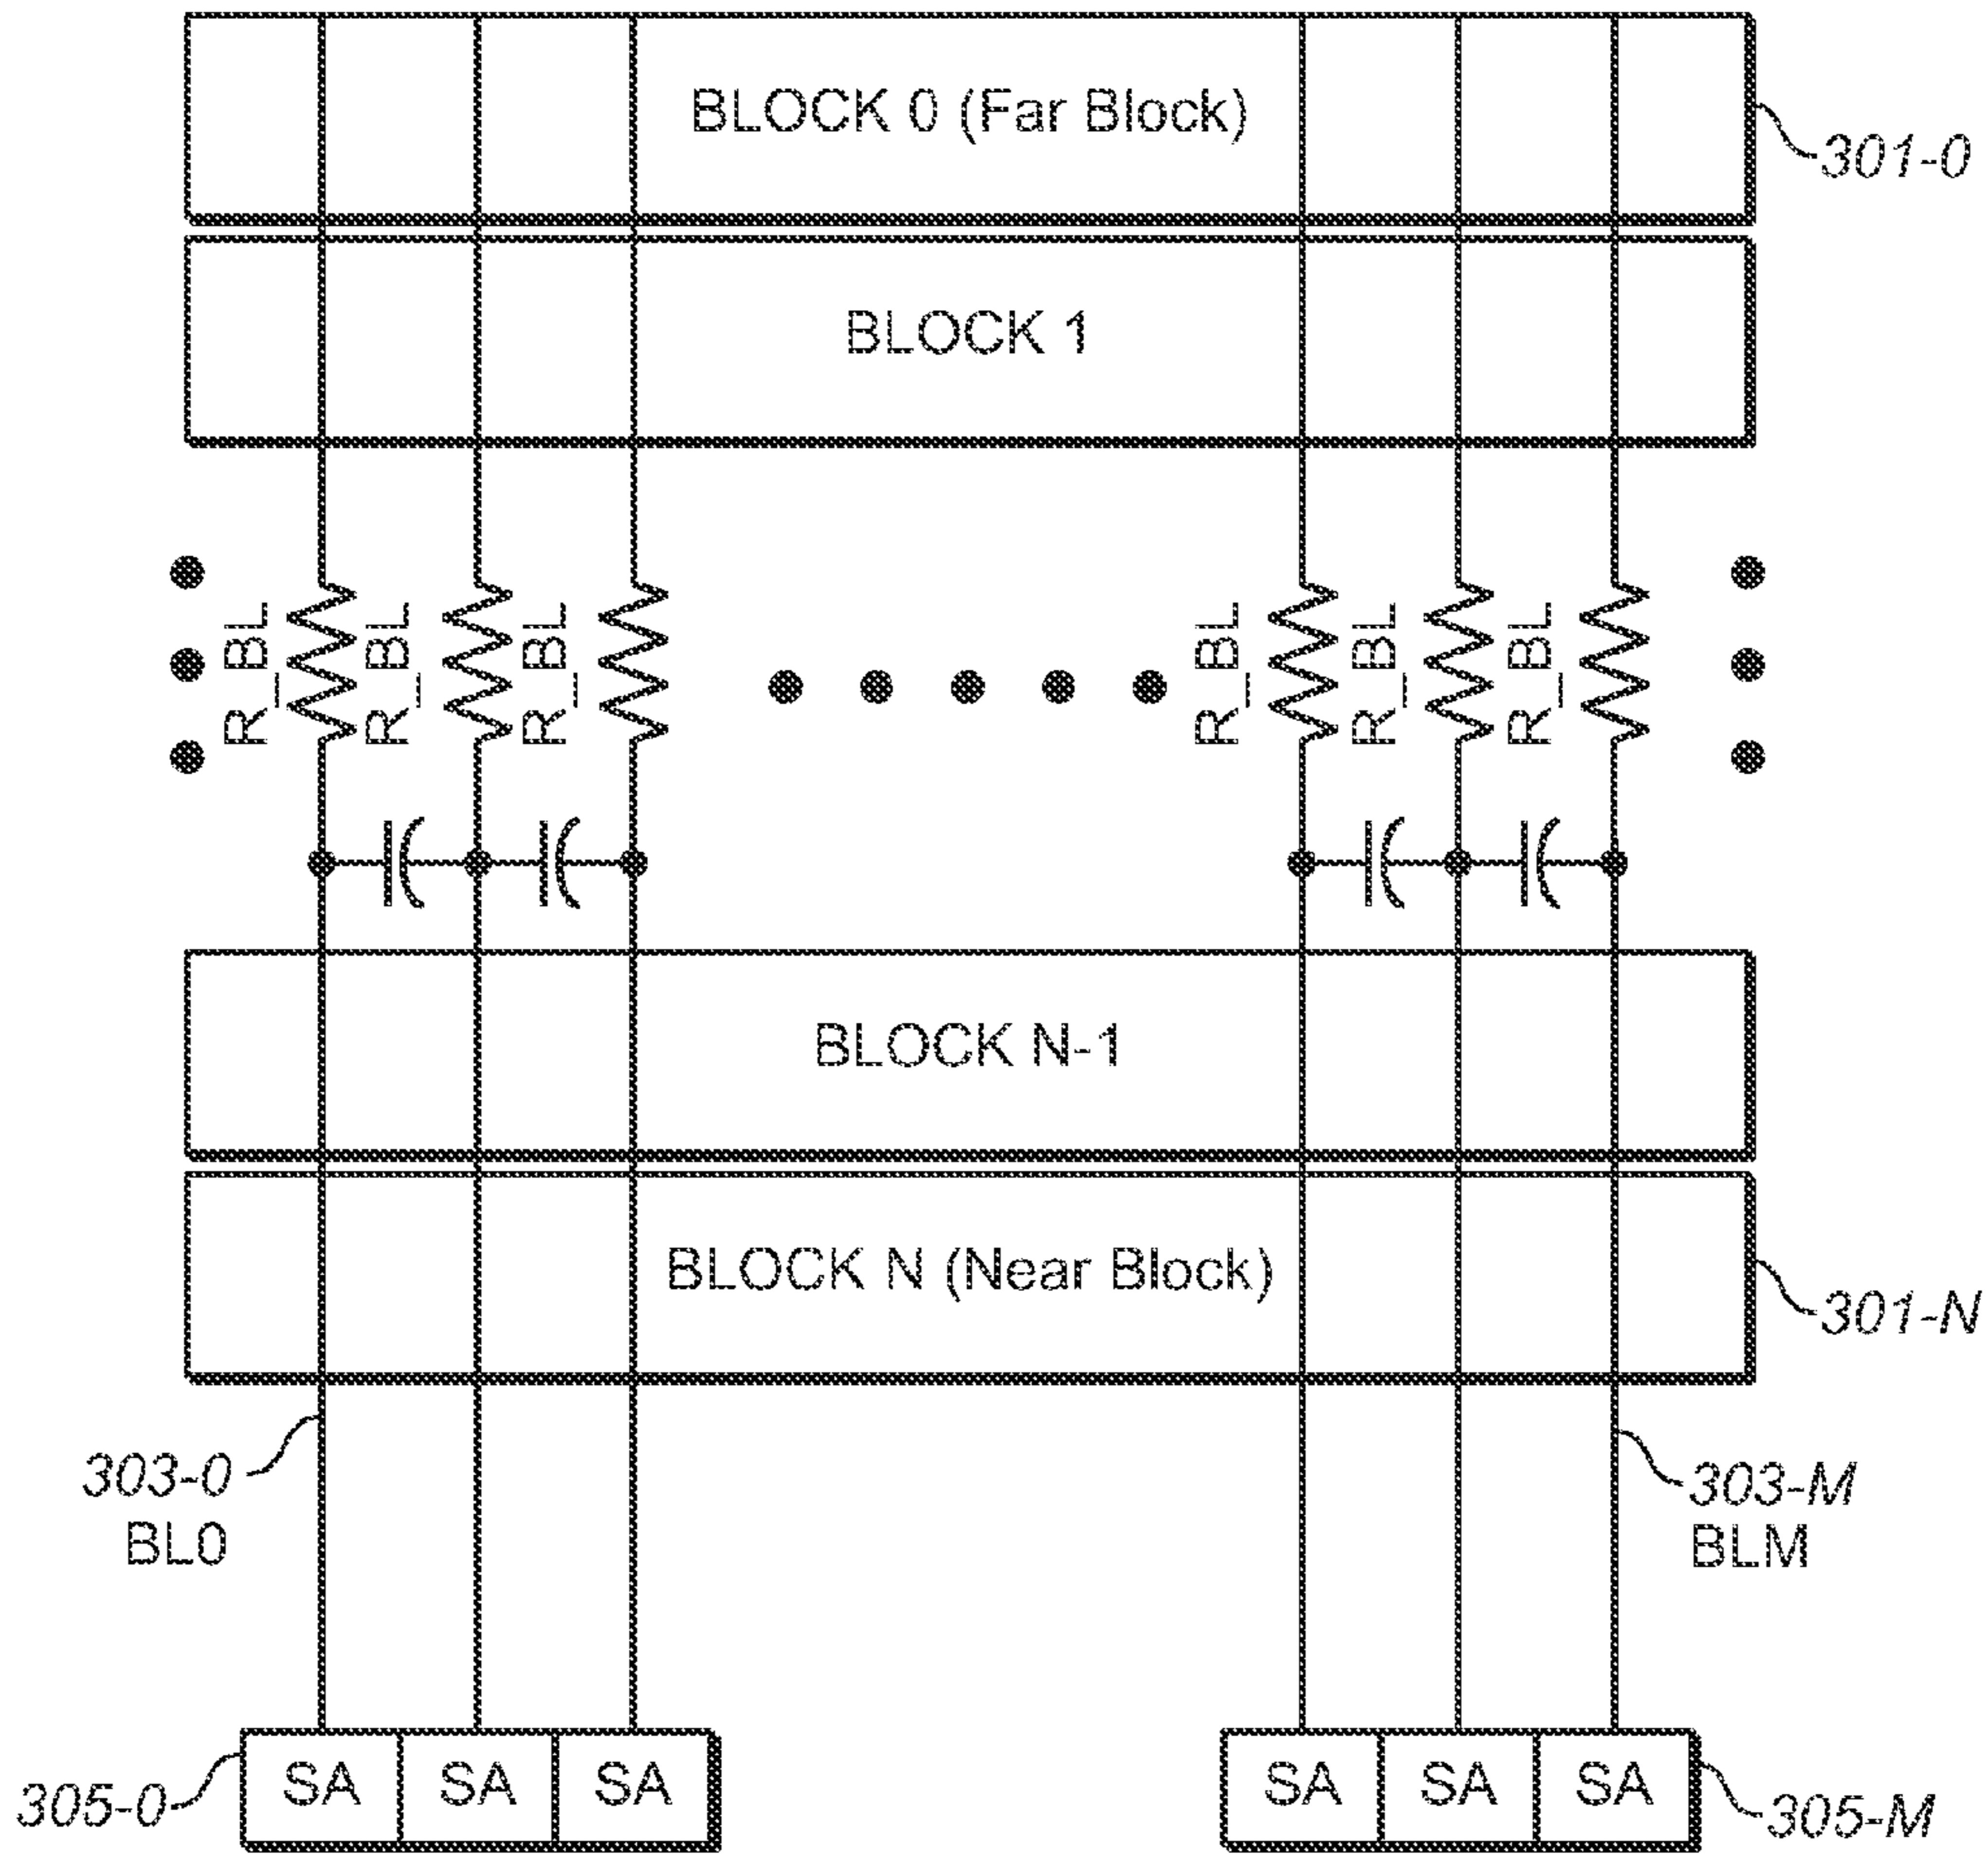 BLOCK 0 (Far Block)
301-0
BLOCK 1
R_BL
R_BL
R_BL
R_BL
R_BL
R_BL
BLOCK N-1
BLOCK N (Near Block)
301-N
303-0
BL0
303-M
BLM
SA
SA
SA
SA
SA
SA
305-0
305-M